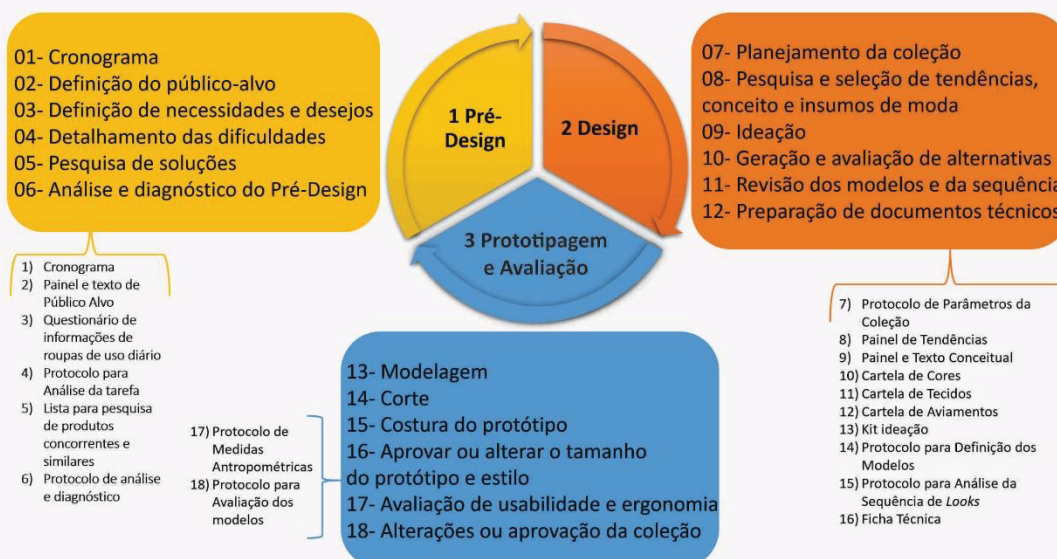 01- Cronograma
02- Definição do público-alvo
03- Definição de necessidades e desejos
04- Detalhamento das dificuldades
05- Pesquisa de soluções
06- Análise e diagnóstico do Pré-Design
1 Pré-
Design
2 Design
3 Prototipagem
e Avaliação
07- Planejamento da coleção
08- Pesquisa e seleção de tendências,
conceito e insumos de moda
09- Ideação
10- Geração e avaliação de alternativas
11- Revisão dos modelos e da sequência
12- Preparação de documentos técnicos
1) Cronograma
2) Painel e texto de
Público Alvo
3) Questionário de
informações de
roupas de uso diário
4) Protocolo para
Análise da tarefa
5) Lista para pesquisa
de produtos
concorrentes e
similares
6) Protocolo de análise
e diagnóstico
17) Protocolo de
Medidas
Antropométricas
18) Protocolo para
Avaliação dos
modelos
13- Modelagem
14- Corte
15- Costura do protótipo
16- Aprovar ou alterar o tamanho
do protótipo e estilo
17- Avaliação de usabilidade e ergonomia
18- Alterações ou aprovação da coleção
7) Protocolo de Parâmetros da
Coleção
8) Painel de Tendências
9) Painel e Texto Conceitual
10) Cartela de Cores
11) Cartela de Tecidos
12) Cartela de Aviamentos
13) Kit ideação
14) Protocolo para Definição dos
Modelos
15) Protocolo para Análise da
Sequência de Looks
16) Ficha Técnica